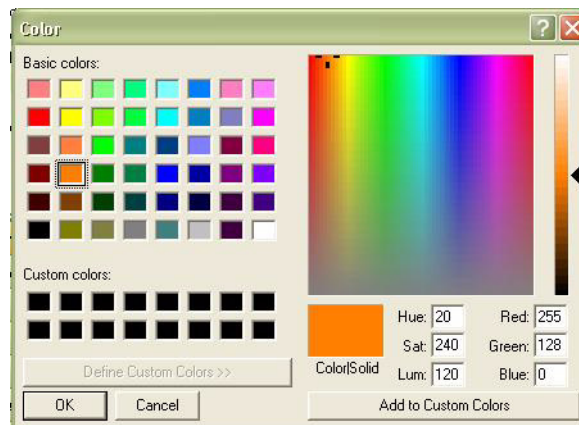 Color
Basic colors:
Custom colors:
Define Custom Colors >>
OK Cancel
Color|Solid
Hue: 20 Red: 255
Sat: 240 Green: 128
Lum: 120 Blue: 0
Add to Custom Colors